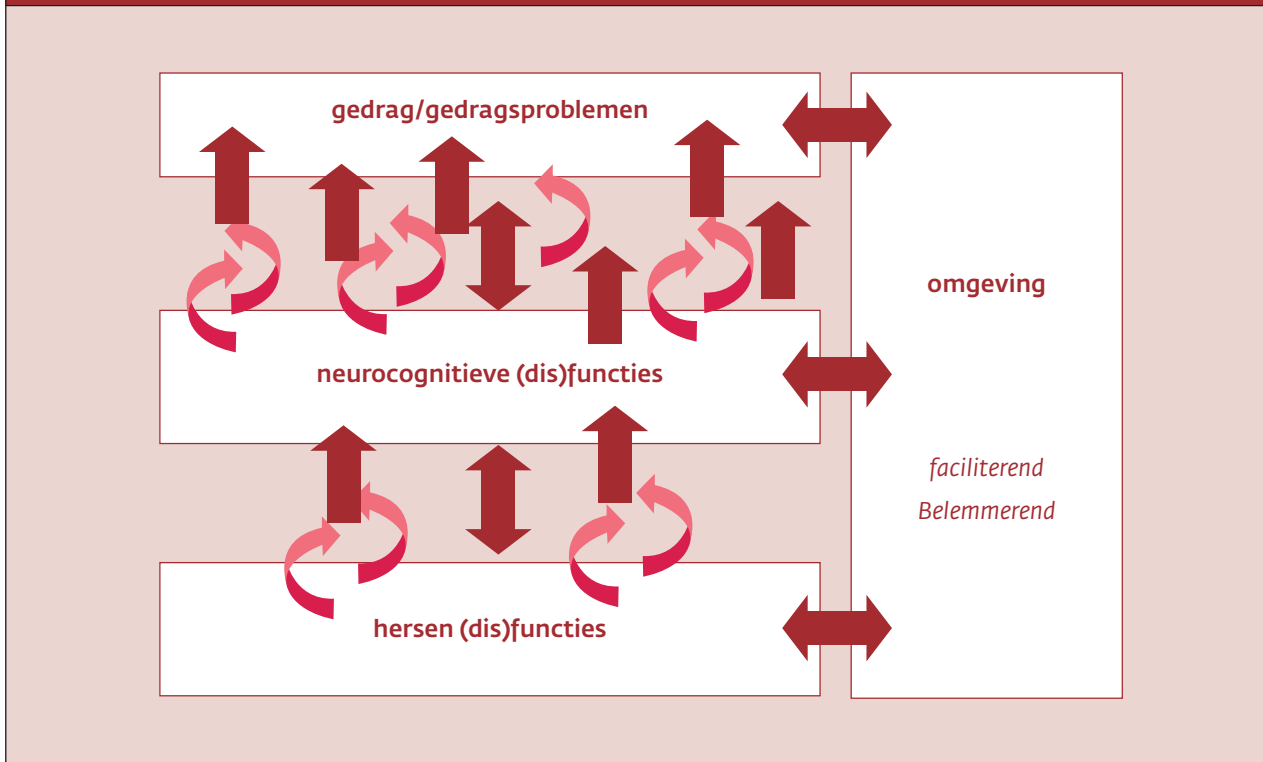 gedrag/gedragsproblemen
neurocognitieve (dis)functies
hersen (dis)functies
omgeving
faciliterend
Belemmerend